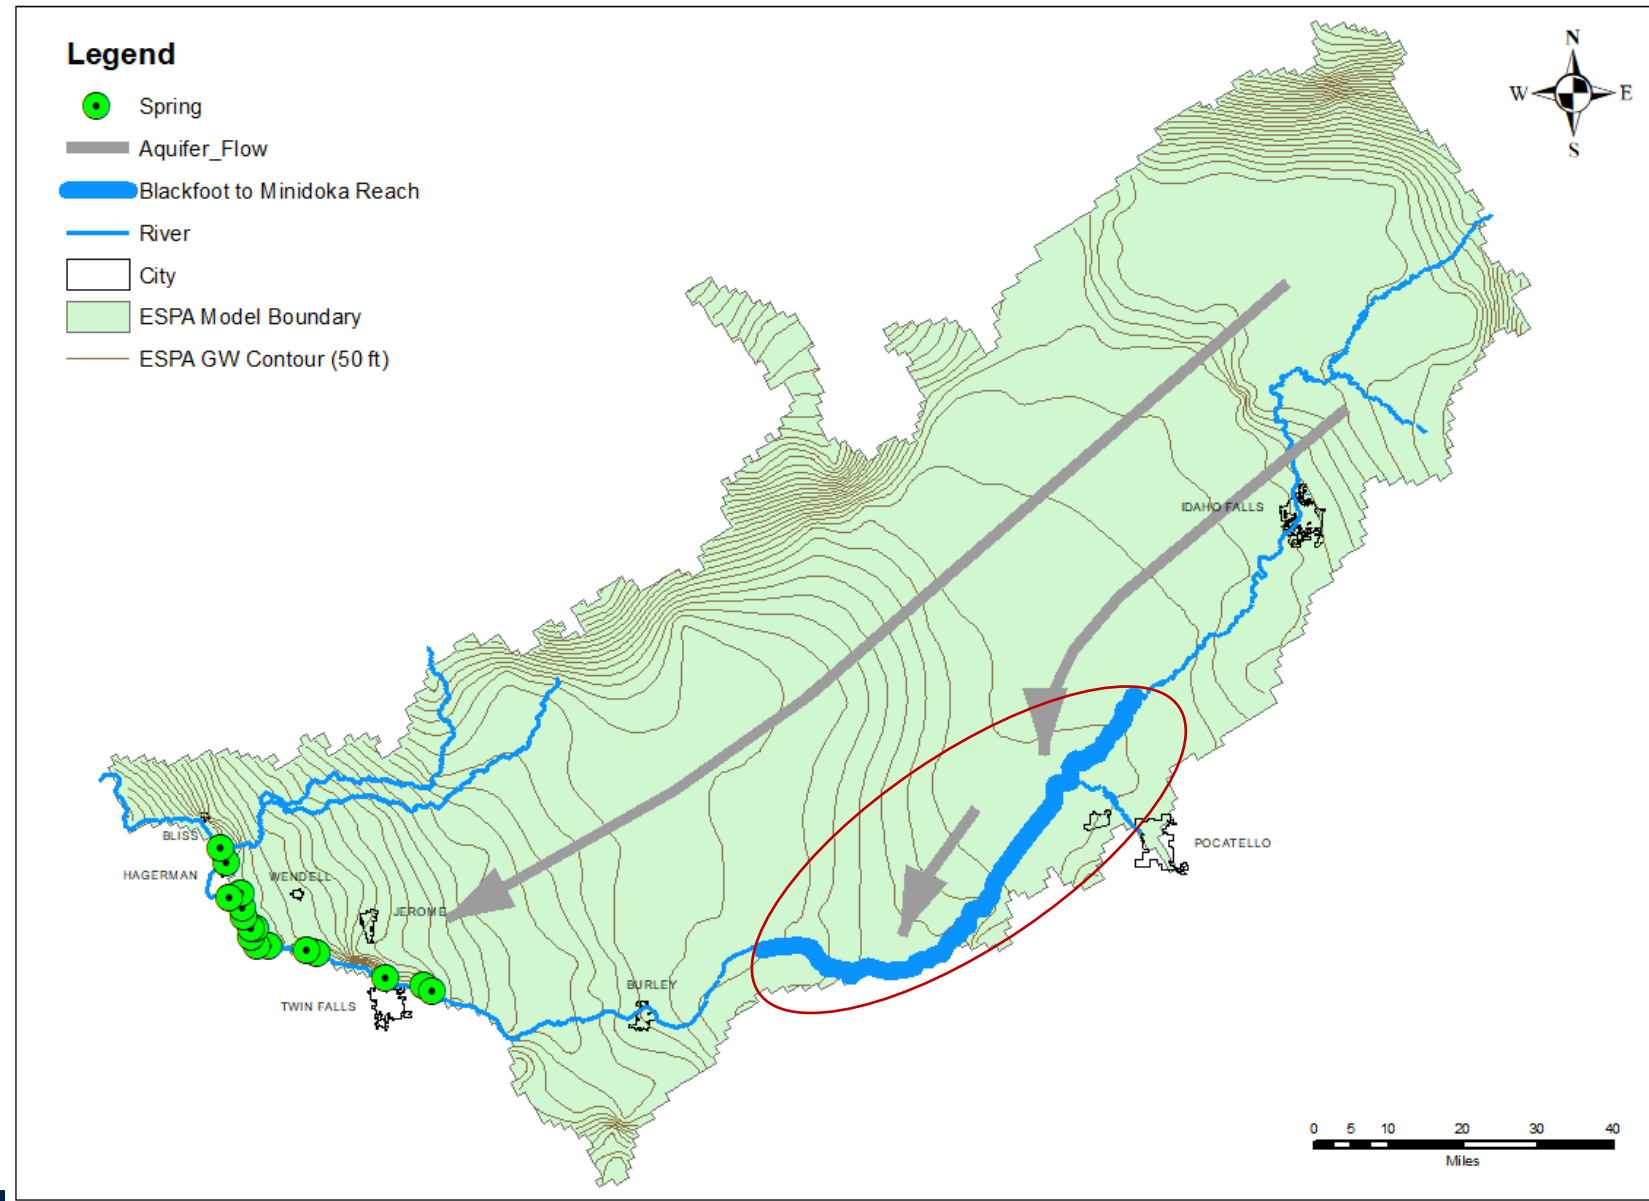 Legend
Spring
Aquifer_Flow
Blackfoot to Minidoka Reach
River
City
ESPA Model Boundary
ESPA GW Contour (50 ft)
N
W E
S
IDAHO FALLS
POCATELLO
BLISS
HAGERMAN
WENDELL
JEROME
TWIN FALLS
BURLEY
0 5 10 20 30 40
Miles